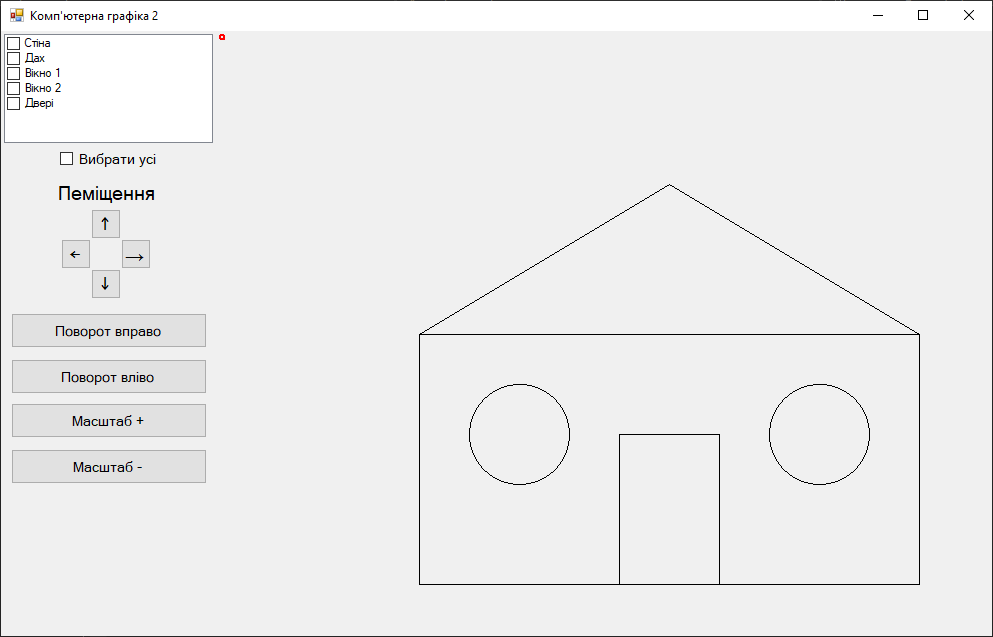 Комп'ютерна графіка 2
Стіна
Дах
Вікно 1
Вікно 2
Двері
Вибрати усі
Пеміщення
↑
← →
↓
Поворот вправо
Поворот вліво
Масштаб +
Масштаб -